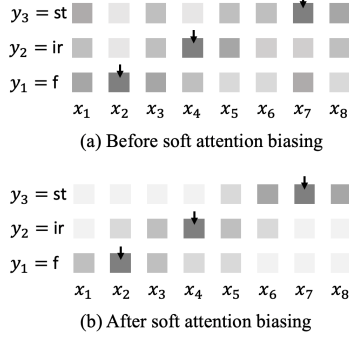 y₃ = st
y₂ = ir
y₁ = f
x₁ x₂ x₃ x₄ x₅ x₆ x₇ x₈
(a) Before soft attention biasing
y₃ = st
y₂ = ir
y₁ = f
x₁ x₂ x₃ x₄ x₅ x₆ x₇ x₈
(b) After soft attention biasing